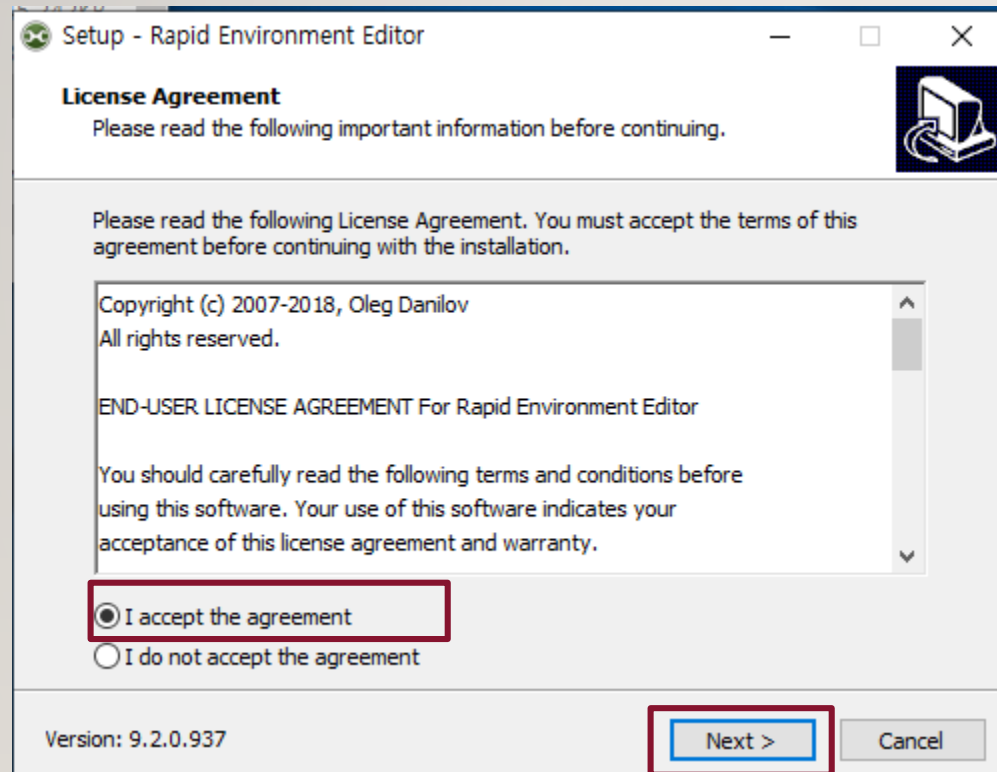 Setup - Rapid Environment Editor
License Agreement
Please read the following important information before continuing.
Please read the following License Agreement. You must accept the terms of this
agreement before continuing with the installation.
Copyright (c) 2007-2018, Oleg Danilov
All rights reserved.
END-USER LICENSE AGREEMENT For Rapid Environment Editor
You should carefully read the following terms and conditions before
using this software. Your use of this software indicates your
acceptance of this license agreement and warranty.
I accept the agreement
I do not accept the agreement
Version: 9.2.0.937
Next >
Cancel